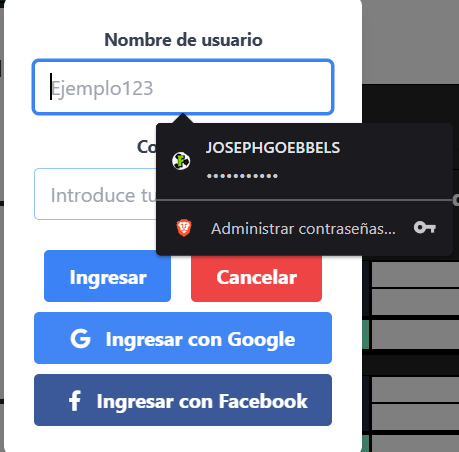 Nombre de usuario
Ejemplo123
JOSEPHGOEBBELS
•••••••••••
Co
Introduce tu
Administrar contraseñas...
Ingresar
Cancelar
G Ingresar con Google
f Ingresar con Facebook